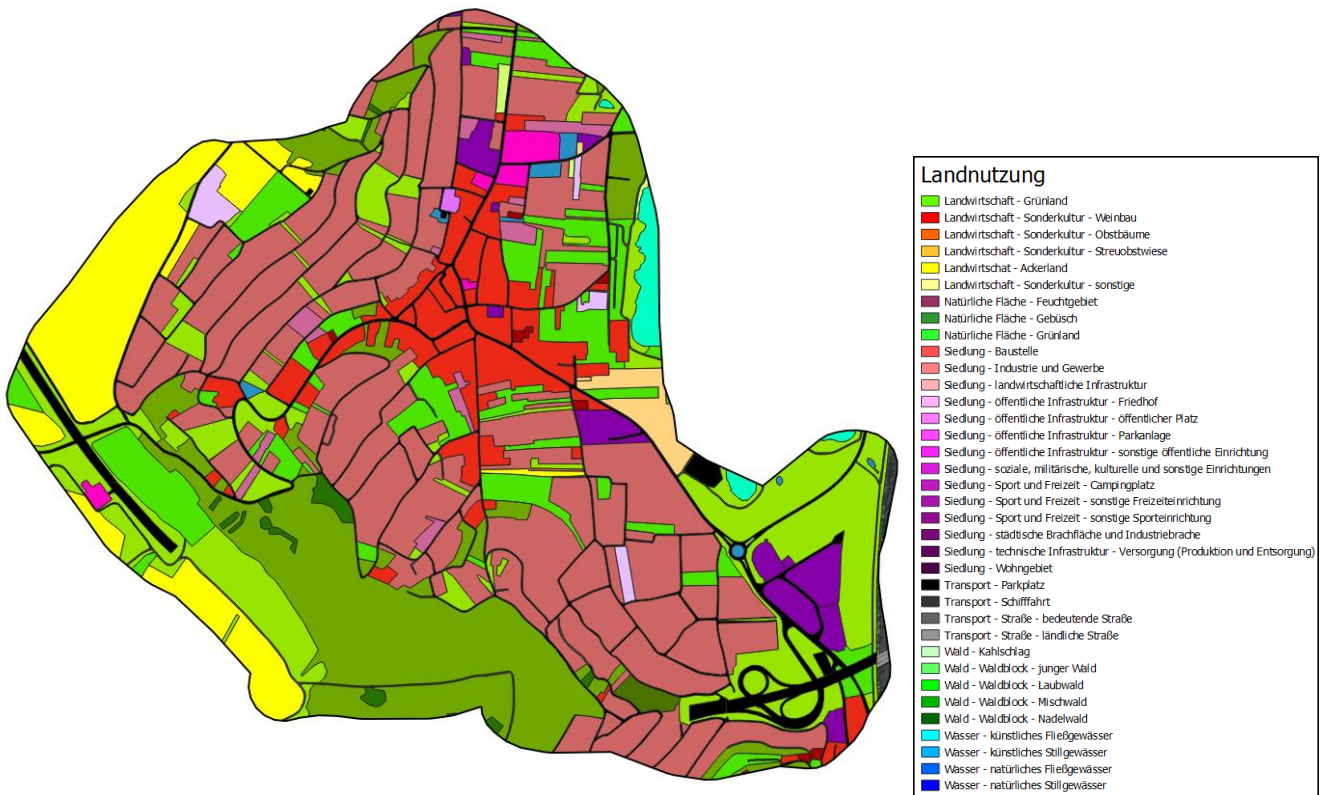 Landnutzung
Landwirtschaft - Grünland
Landwirtschaft - Sonderkultur - Weinbau
Landwirtschaft - Sonderkultur - Obstbäume
Landwirtschaft - Sonderkultur - Streuobstwiese
Landwirtschat - Ackerland
Landwirtschaft - Sonderkultur - sonstige
Natürliche Fläche - Feuchtgebiet
Natürliche Fläche - Gebüsch
Natürliche Fläche - Grünland
Siedlung - Baustelle
Siedlung - Industrie und Gewerbe
Siedlung - landwirtschaftliche Infrastruktur
Siedlung - öffentliche Infrastruktur - Friedhof
Siedlung - öffentliche Infrastruktur - öffentlicher Platz
Siedlung - öffentliche Infrastruktur - Parkanlage
Siedlung - öffentliche Infrastruktur - sonstige öffentliche Einrichtung
Siedlung - soziale, militärische, kulturelle und sonstige Einrichtungen
Siedlung - Sport und Freizeit - Campingplatz
Siedlung - Sport und Freizeit - sonstige Freizeiteinrichtung
Siedlung - Sport und Freizeit - sonstige Sporteinrichtung
Siedlung - städtische Brachfläche und Industriebrache
Siedlung - technische Infrastruktur - Versorgung (Produktion und Entsorgung)
Siedlung - Wohngebiet
Transport - Parkplatz
Transport - Schifffahrt
Transport - Straße - bedeutende Straße
Transport - Straße - ländliche Straße
Wald - Kahlschlag
Wald - Waldblock - junger Wald
Wald - Waldblock - Laubwald
Wald - Waldblock - Mischwald
Wald - Waldblock - Nadelwald
Wasser - künstliches Fließgewässer
Wasser - künstliches Stillgewässer
Wasser - natürliches Fließgewässer
Wasser - natürliches Stillgewässer